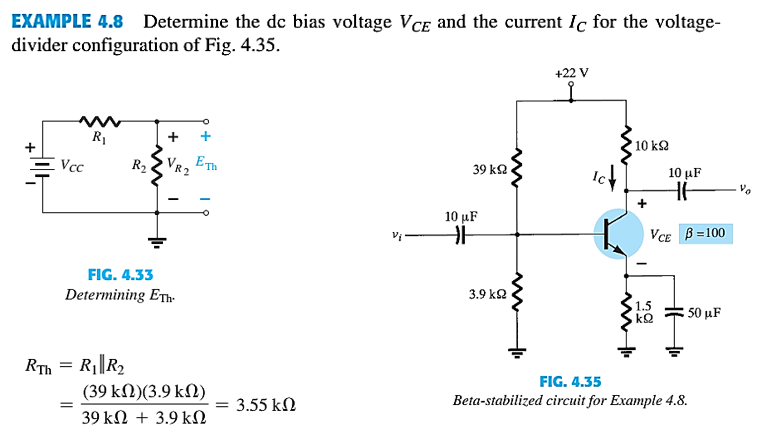 EXAMPLE 4.8 Determine the dc bias voltage VCE and the current IC for the voltage-
divider configuration of Fig. 4.35.
R1
+
VCC
R2
+
VR2
–
+
ETh
–
FIG. 4.33
Determining ETh.
RTh = R1||R2
= (39 kΩ)(3.9 kΩ) / 39 kΩ + 3.9 kΩ = 3.55 kΩ
+22 V
10 kΩ
39 kΩ
IC
10 μF
vo
10 μF
vi
+
VCE
–
β = 100
3.9 kΩ
1.5
kΩ
50 μF
FIG. 4.35
Beta-stabilized circuit for Example 4.8.